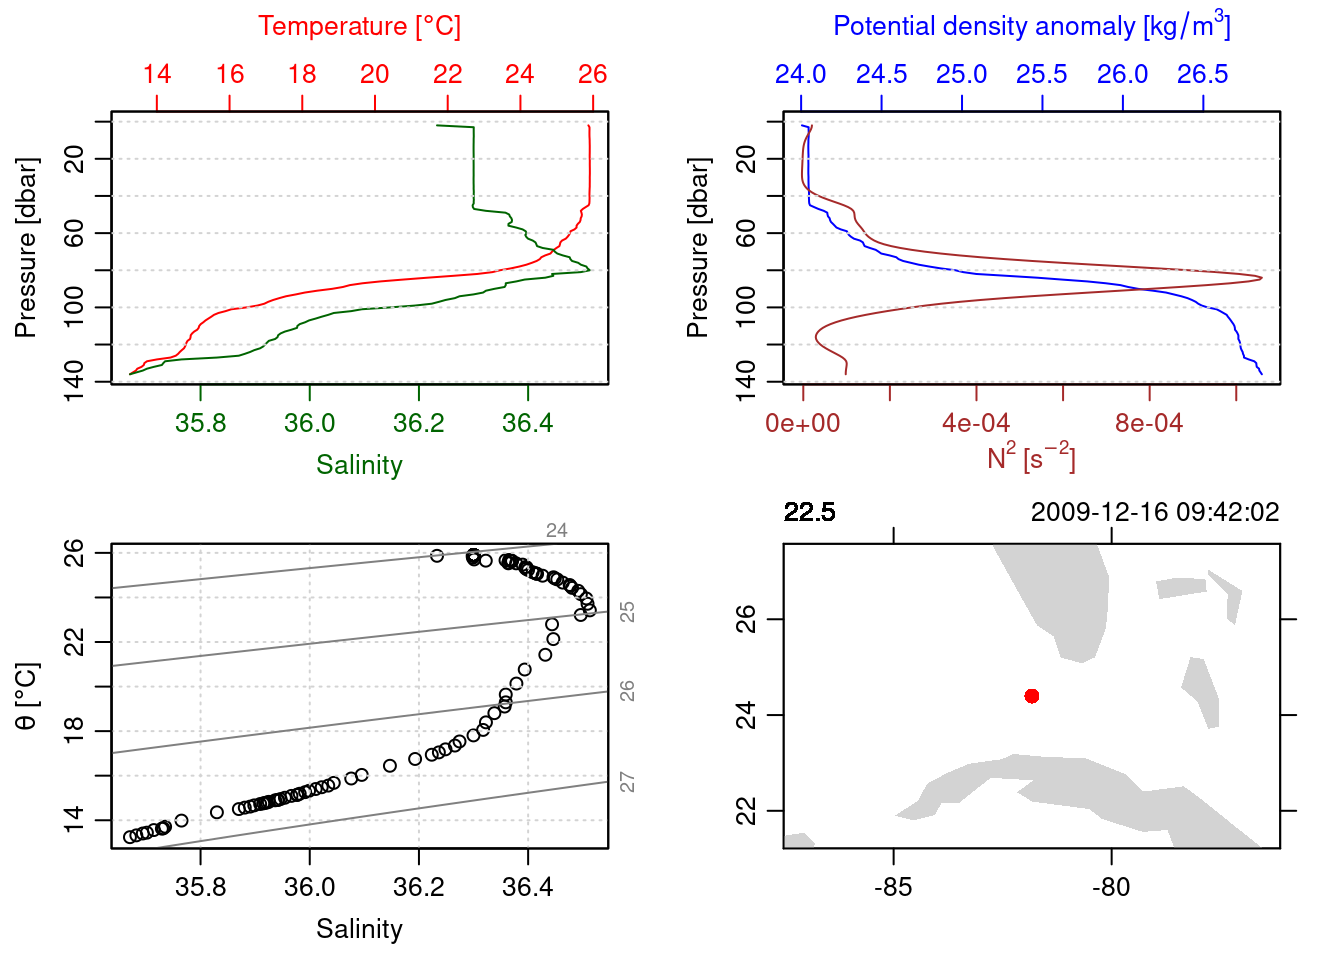 Temperature [°C]
14 16 18 20 22 24 26
Pressure [dbar]
20
60
100
140
35.8 36.0 36.2 36.4
Salinity
Potential density anomaly [kg/m³]
24.0 24.5 25.0 25.5 26.0 26.5
Pressure [dbar]
20
60
100
140
0e+00 4e-04 8e-04
N² [s⁻²]
24
25
26
27
θ [°C]
26
22
18
14
35.8 36.0 36.2 36.4
Salinity
22.5 2009-12-16 09:42:02
26
24
22
-85 -80